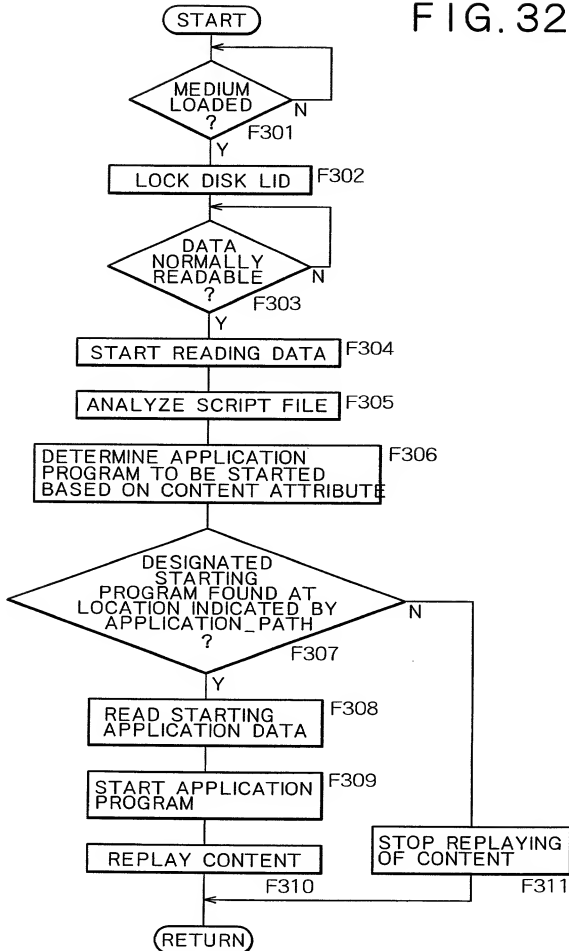 FIG. 32
START
MEDIUM
LOADED
?
N
F301
Y
LOCK DISK LID
F302
DATA
NORMALLY
READABLE
?
N
F303
Y
START READING DATA
F304
ANALYZE SCRIPT FILE
F305
DETERMINE APPLICATION
PROGRAM TO BE STARTED
BASED ON CONTENT ATTRIBUTE
F306
DESIGNATED
STARTING
PROGRAM FOUND AT
LOCATION INDICATED BY
APPLICATION_PATH
?
N
F307
Y
READ STARTING
APPLICATION DATA
F308
START APPLICATION
PROGRAM
F309
REPLAY CONTENT
F310
STOP REPLAYING
OF CONTENT
F311
RETURN